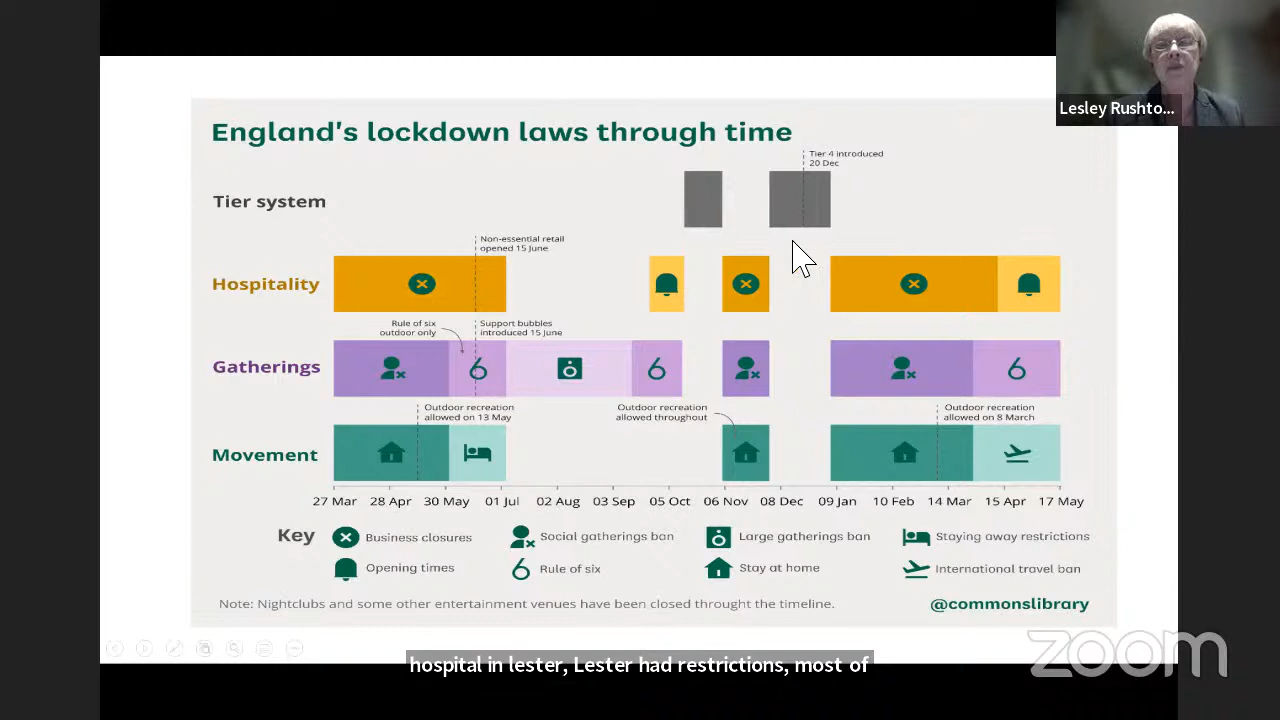 Lesley Rushto...
England's lockdown laws through time
Tier 4 introduced
20 Dec
Tier system
Non-essential retail
opened 15 June
Hospitality
Rule of six
outdoor only
Support bubbles
introduced 15 June
Gatherings
6
6
6
Outdoor recreation
allowed on 13 May
Outdoor recreation
allowed throughout
Outdoor recreation
allowed on 8 March
Movement
27 Mar 28 Apr 30 May 01 Jul 02 Aug 03 Sep 05 Oct 06 Nov 08 Dec 09 Jan 10 Feb 14 Mar 15 Apr 17 May
Key
Business closures
Social gatherings ban
Large gatherings ban
Staying away restrictions
Opening times
6 Rule of six
Stay at home
International travel ban
Note: Nightclubs and some other entertainment venues have been closed throught the timeline.
@commonslibrary
hospital in lester, Lester had restrictions, most of
zoom